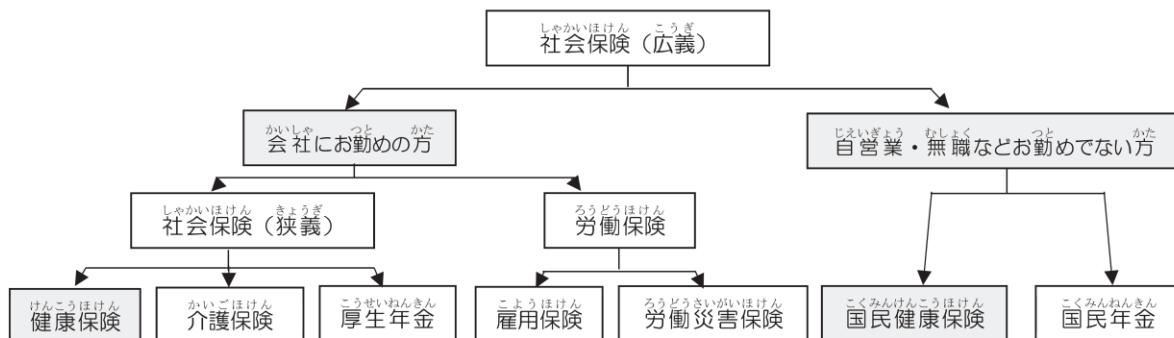 しゃかいほけん こうぎ
社会保険（広義）
かいしゃ つと かた
会社にお勤めの方
じえいぎょう むしょく つと かた
自営業・無職などお勤めでない方
しゃかいほけん きょうぎ
社会保険（狭義）
ろうどうほけん
労働保険
けんこうほけん
健康保険
かいごほけん
介護保険
こうせいねんきん
厚生年金
こようほけん
雇用保険
ろうどうさいがいほけん
労働災害保険
こくみんけんこうほけん
国民健康保険
こくみんねんきん
国民年金